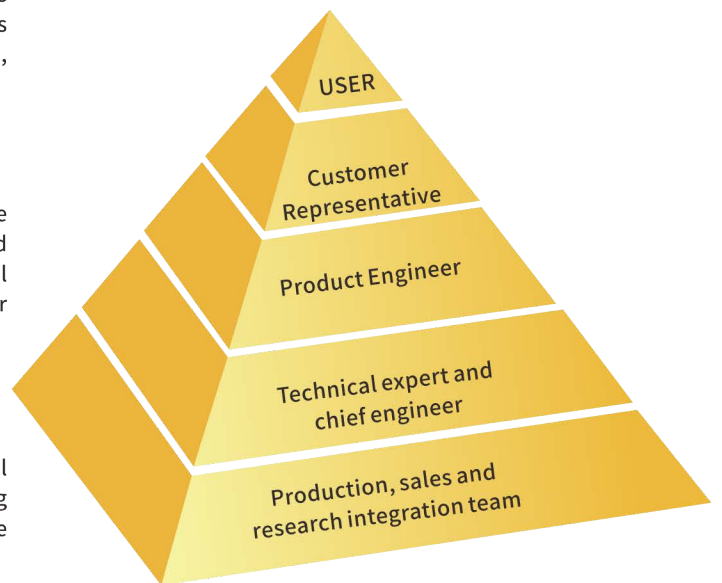 USER
Customer
Representative
Product Engineer
Technical expert and
chief engineer
Production, sales and
research integration team